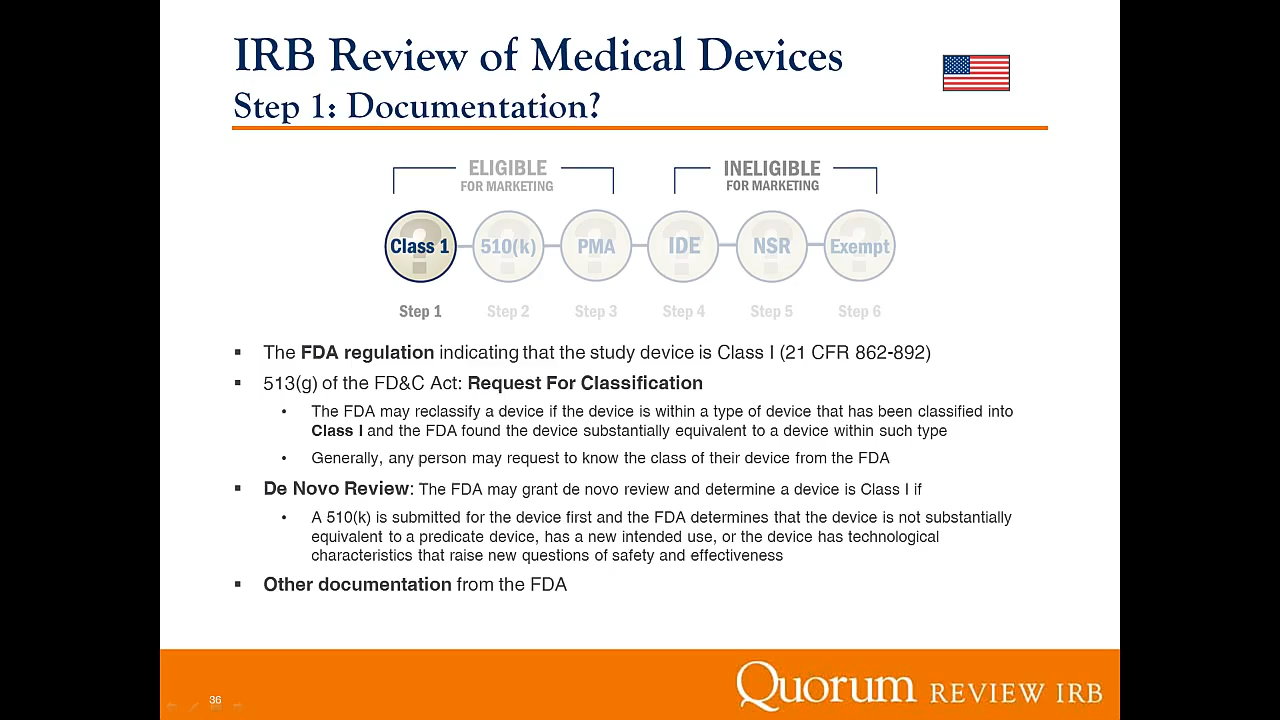 IRB Review of Medical Devices
Step 1: Documentation?
ELIGIBLE
FOR MARKETING
INELIGIBLE
FOR MARKETING
Class 1
510(k)
PMA
IDE
NSR
Exempt
Step 1
Step 2
Step 3
Step 4
Step 5
Step 6
▪ The FDA regulation indicating that the study device is Class I (21 CFR 862-892)
▪ 513(g) of the FD&C Act: Request For Classification
• The FDA may reclassify a device if the device is within a type of device that has been classified into
Class I and the FDA found the device substantially equivalent to a device within such type
• Generally, any person may request to know the class of their device from the FDA
▪ De Novo Review: The FDA may grant de novo review and determine a device is Class I if
• A 510(k) is submitted for the device first and the FDA determines that the device is not substantially
equivalent to a predicate device, has a new intended use, or the device has technological
characteristics that raise new questions of safety and effectiveness
▪ Other documentation from the FDA
36
Quorum REVIEW IRB